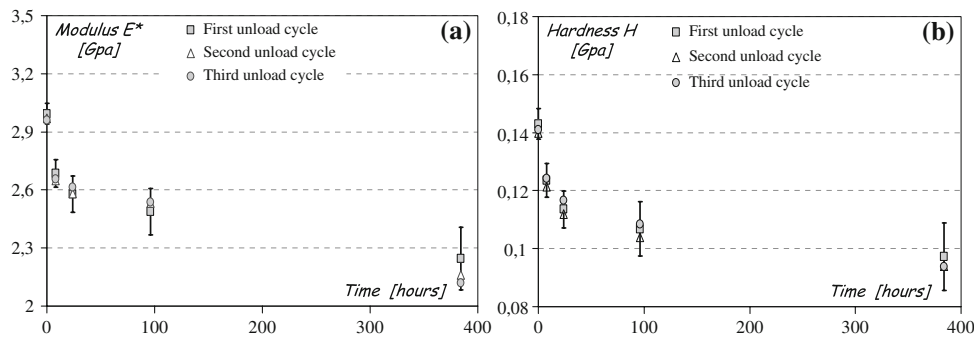 3,5
3,2
2,9
2,6
2,3
2
Modulus E*
[Gpa]
First unload cycle
Second unload cycle
Third unload cycle
(a)
Time [hours]
0
100
200
300
400
0,18
0,16
0,14
0,12
0,1
0,08
Hardness H
[Gpa]
First unload cycle
Second unload cycle
Third unload cycle
(b)
Time [hours]
0
100
200
300
400